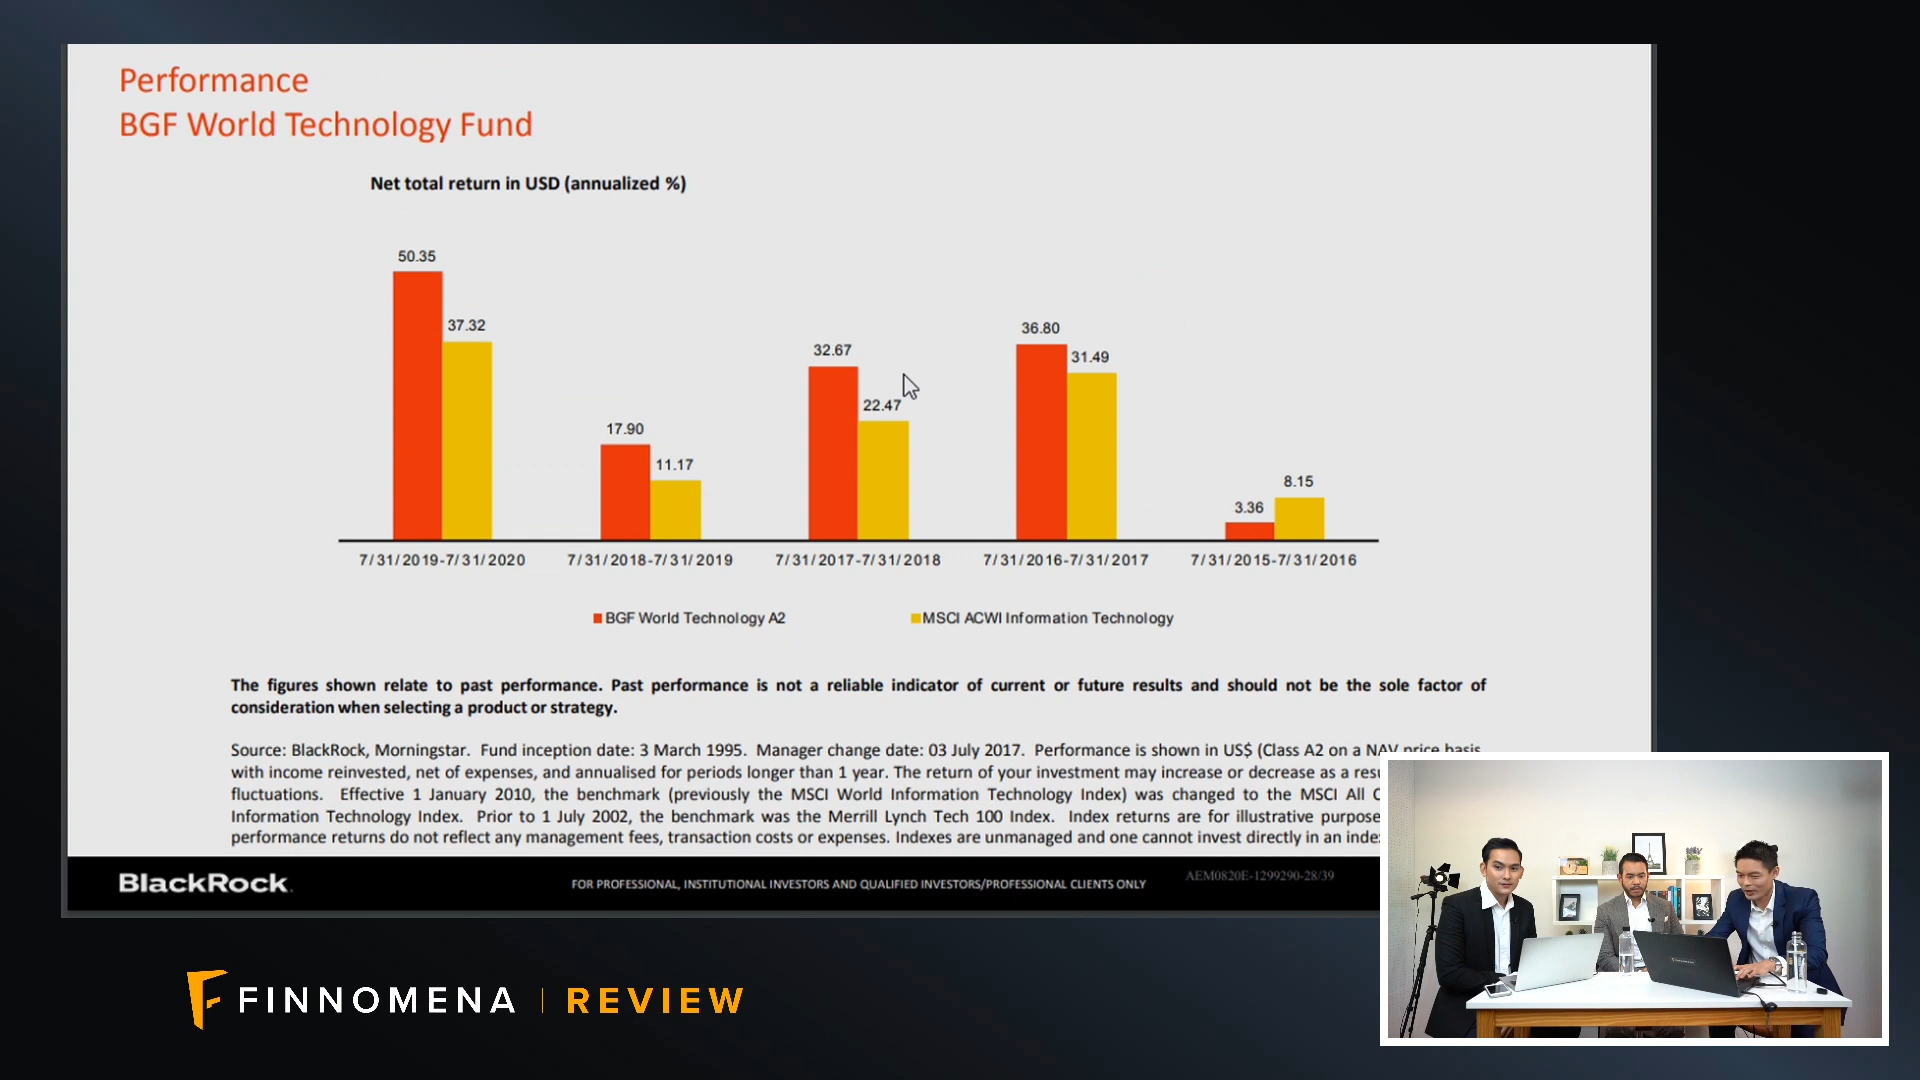 Performance
BGF World Technology Fund
Net total return in USD (annualized %)
50.35
37.32
17.90
11.17
32.67
22.47
36.80
31.49
3.36
8.15
7/31/2019-7/31/2020
7/31/2018-7/31/2019
7/31/2017-7/31/2018
7/31/2016-7/31/2017
7/31/2015-7/31/2016
BGF World Technology A2
MSCI ACWI Information Technology
The figures shown relate to past performance. Past performance is not a reliable indicator of current or future results and should not be the sole factor of
consideration when selecting a product or strategy.
Source: BlackRock, Morningstar. Fund inception date: 3 March 1995. Manager change date: 03 July 2017. Performance is shown in US$ (Class A2 on a NAV price basis
with income reinvested, net of expenses, and annualised for periods longer than 1 year. The return of your investment may increase or decrease as a
fluctuations. Effective 1 January 2010, the benchmark (previously the MSCI World Information Technology Index) was changed to the MSCI All
Information Technology Index. Prior to 1 July 2002, the benchmark was the Merrill Lynch Tech 100 Index. Index returns are for illustrative
performance returns do not reflect any management fees, transaction costs or expenses. Indexes are unmanaged and one cannot invest directly in an
BlackRock.
FOR PROFESSIONAL, INSTITUTIONAL INVESTORS AND QUALIFIED INVESTORS/PROFESSIONAL CLIENTS ONLY
AEM0820E-1299290-28/39
FINNOMENA | REVIEW